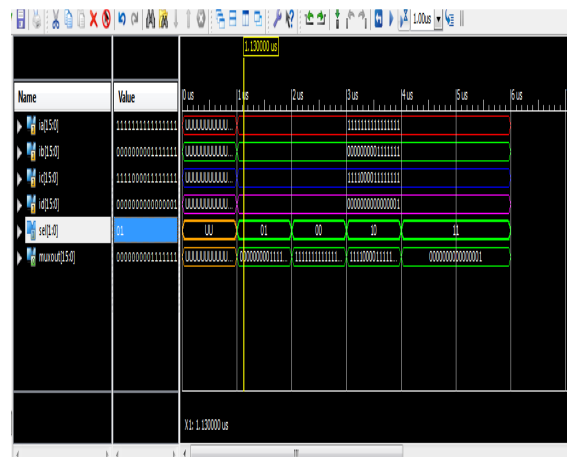 1.00us
1.130000 us
Name Value 0 us 1 us 2 us 3 us 4 us 5 us 6 us
ia[15:0] 1111111111111111 UUUUUUUUUUU... 1111111111111111
ib[15:0] 0000000001111111 UUUUUUUUUUU... 0000000001111111
ic[15:0] 1111000011111111 UUUUUUUUUUU... 1111000011111111
id[15:0] 0000000000000001 UUUUUUUUUUU... 0000000000000001
sel[1:0] 01 UU 01 00 10 11
muxout[15:0] 0000000001111111 UUUUUUUUUUU... 0000000001111... 1111111111111... 1111000011111... 0000000000000001
X1: 1.130000 us